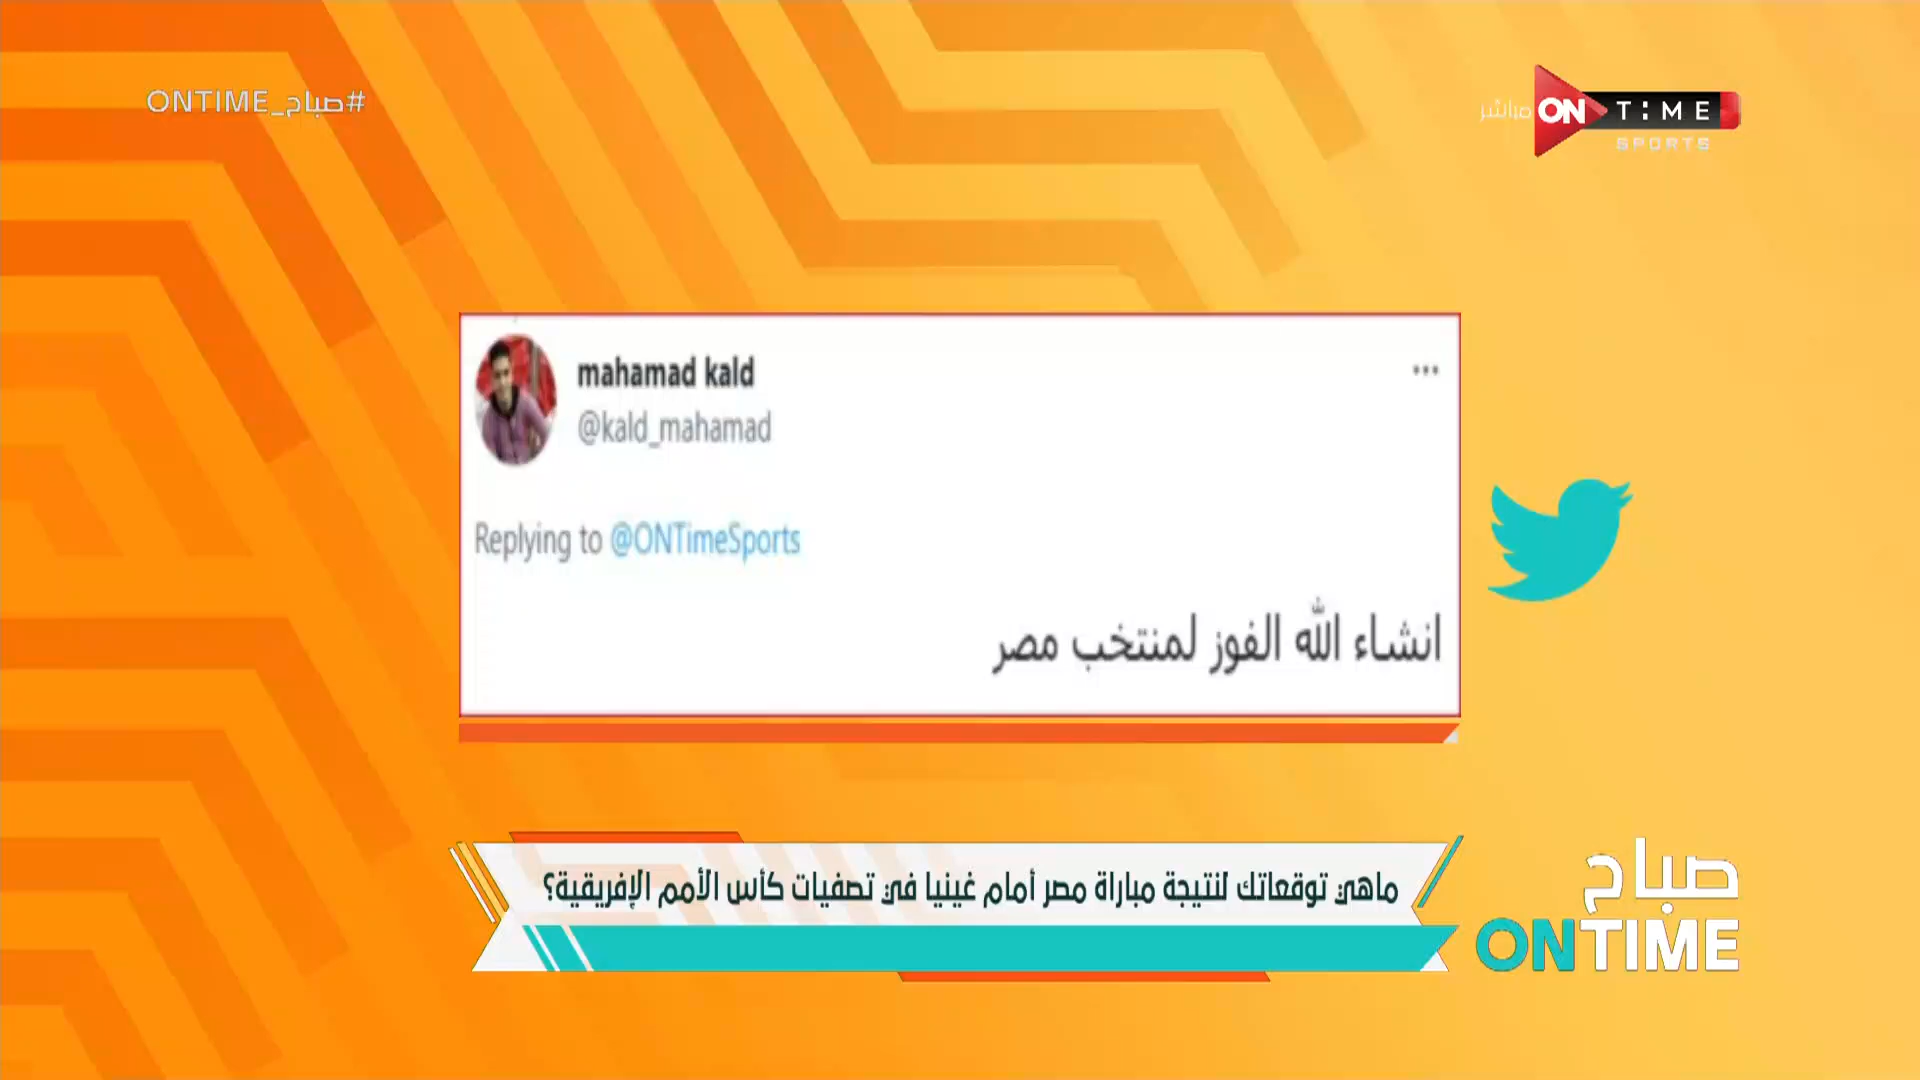 #صباح_ONTIME
مباشر ON T:ME
SPORTS
mahamad kald
@kald_mahamad
Replying to @ONTimeSports
انشاء الله الفوز لمنتخب مصر
ماهي توقعاتك لنتيجة مباراة مصر أمام غينيا في تصفيات كأس الأمم الإفريقية؟
صباح
ONTIME